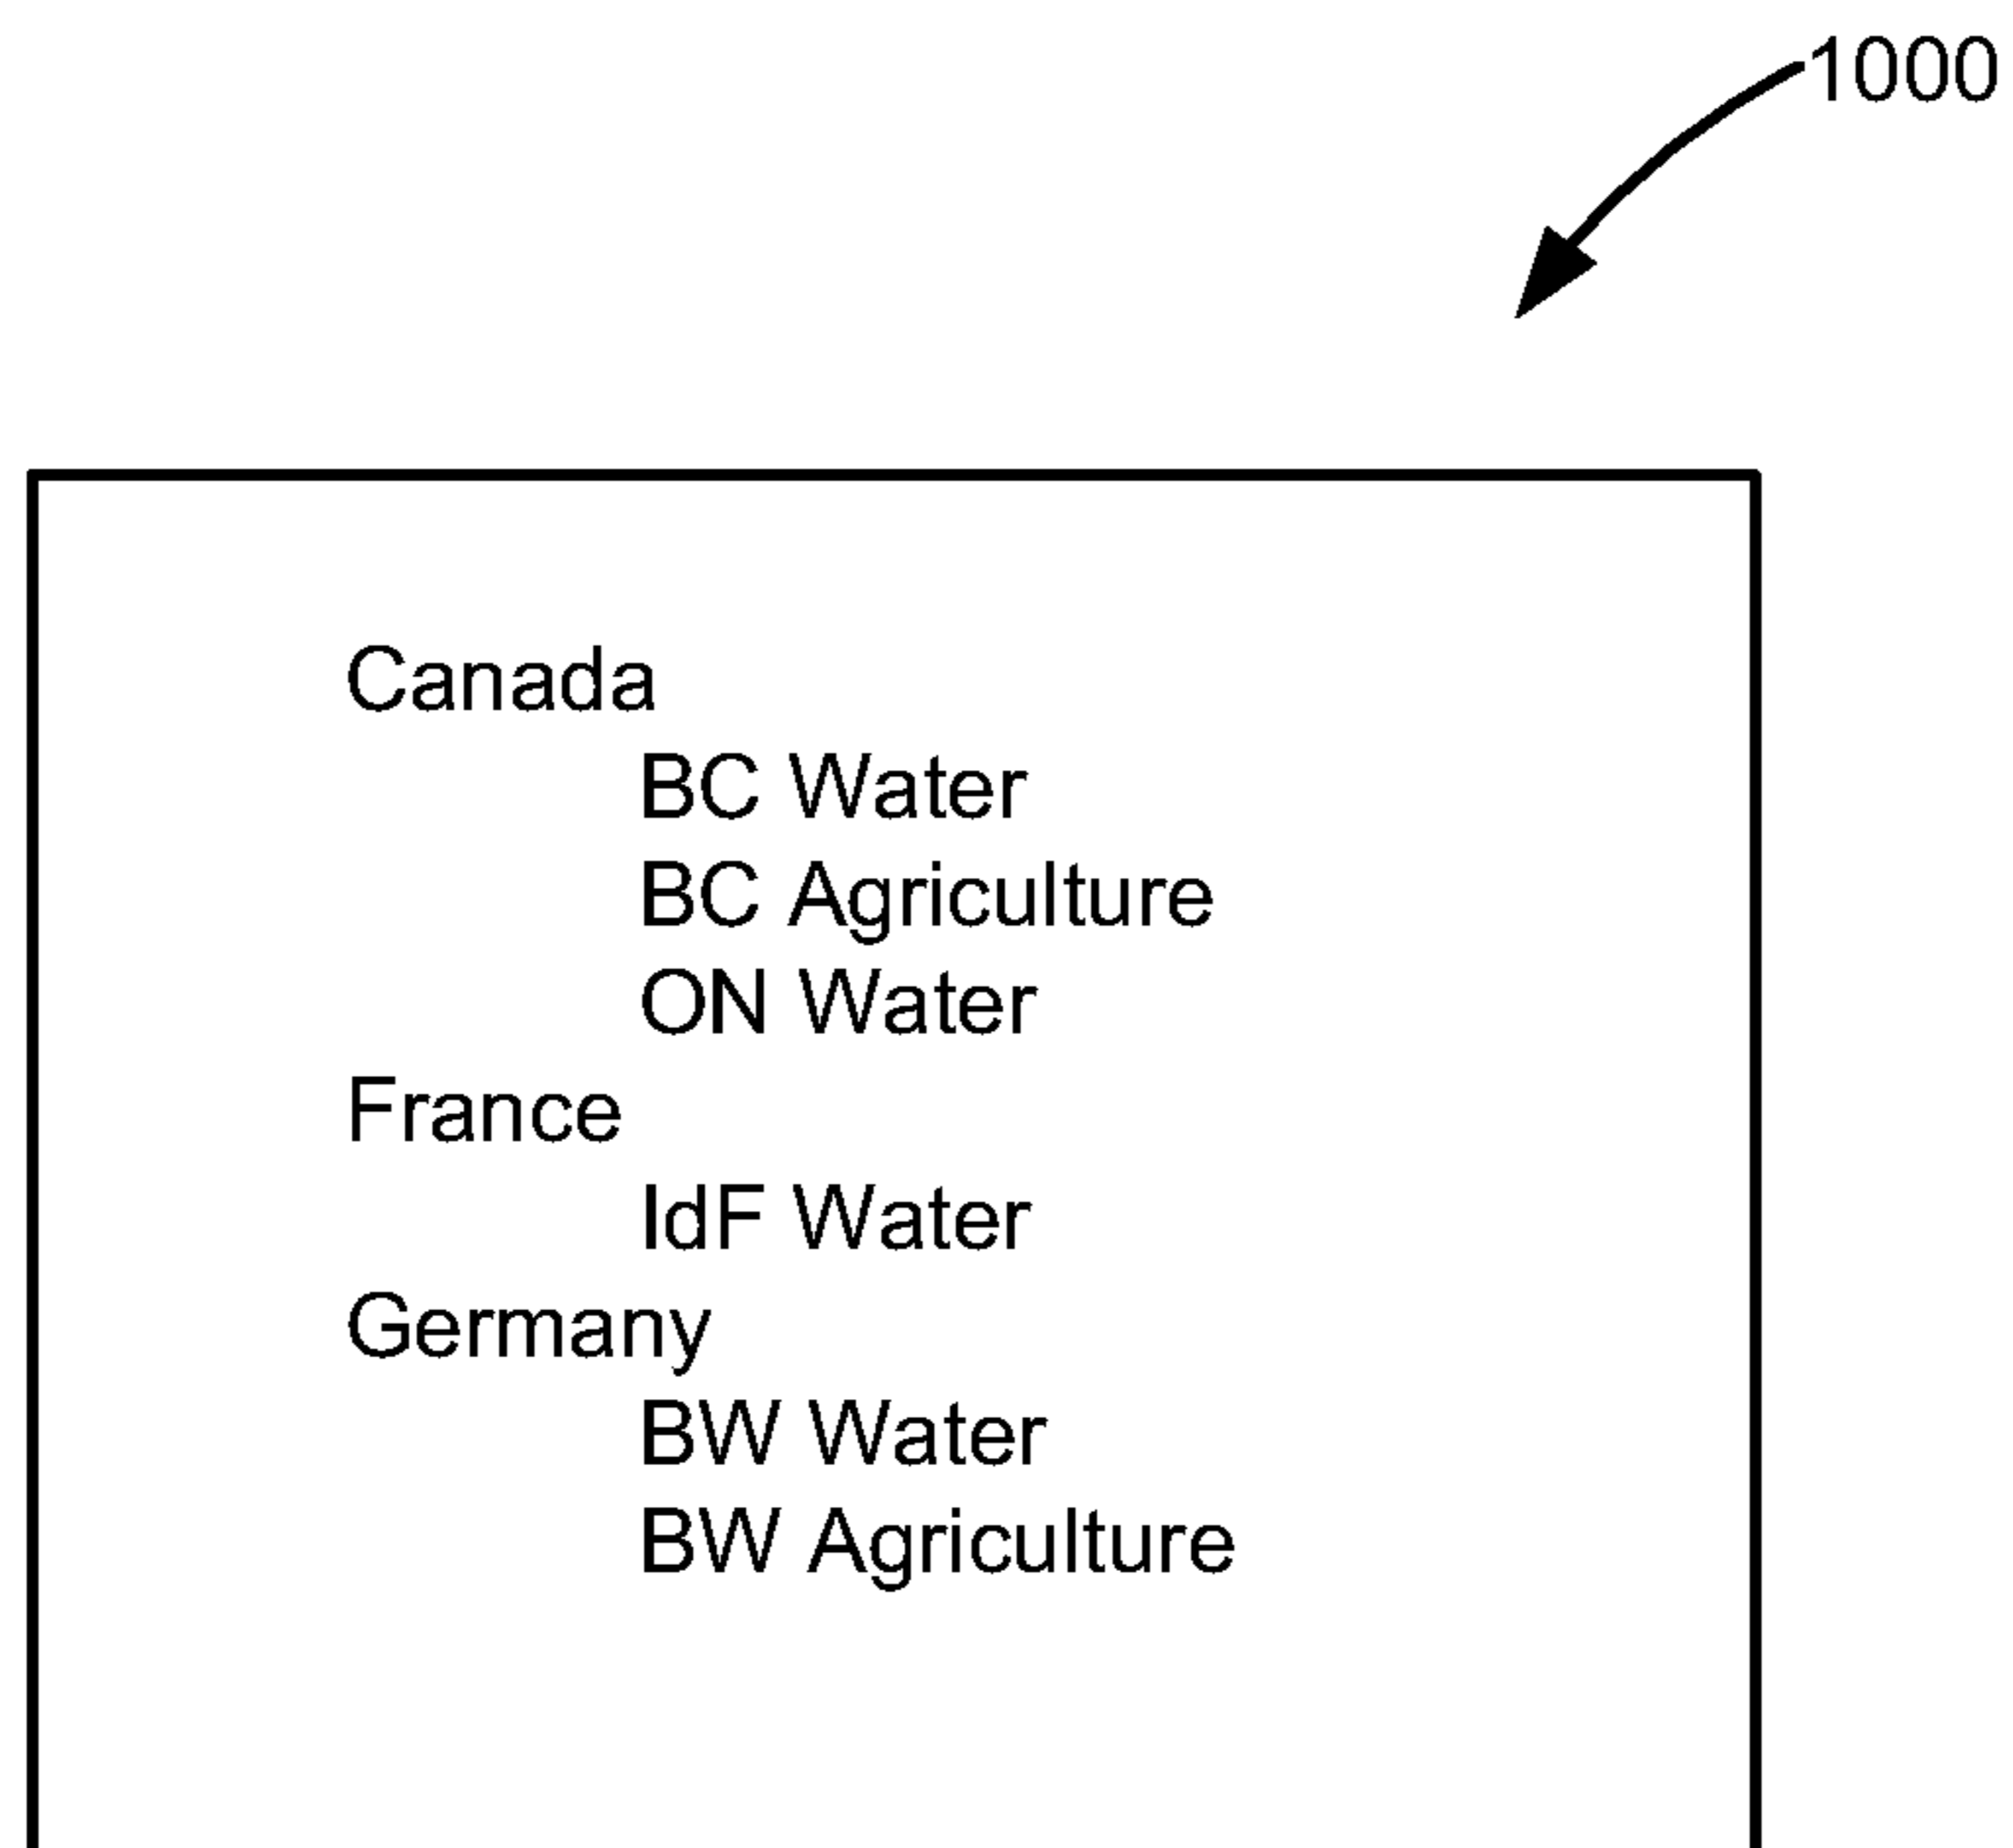 1000
Canada
BC Water
BC Agriculture
ON Water
France
IdF Water
Germany
BW Water
BW Agriculture